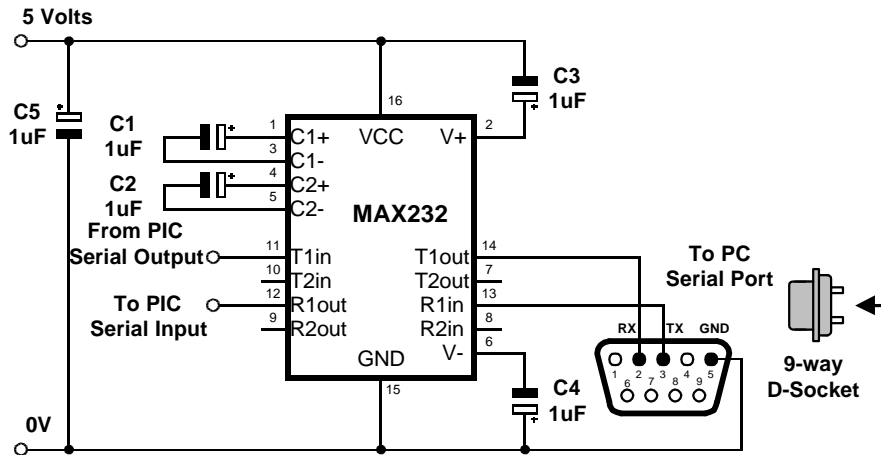 5 Volts
C5
1uF
+
C1
1uF
+
C2
1uF
+
C3
1uF
+
16
1
C1+
VCC
V+
2
3
C1-
4
C2+
5
C2-
MAX232
From PIC
Serial Output
11
T1in
T1out
14
10
T2in
T2out
7
To PIC
Serial Input
12
R1out
R1in
13
9
R2out
R2in
8
V-
6
GND
15
To PC
Serial Port
RX
TX
GND
1
2
3
4
5
6
7
8
9
9-way
D-Socket
C4
1uF
+
0V